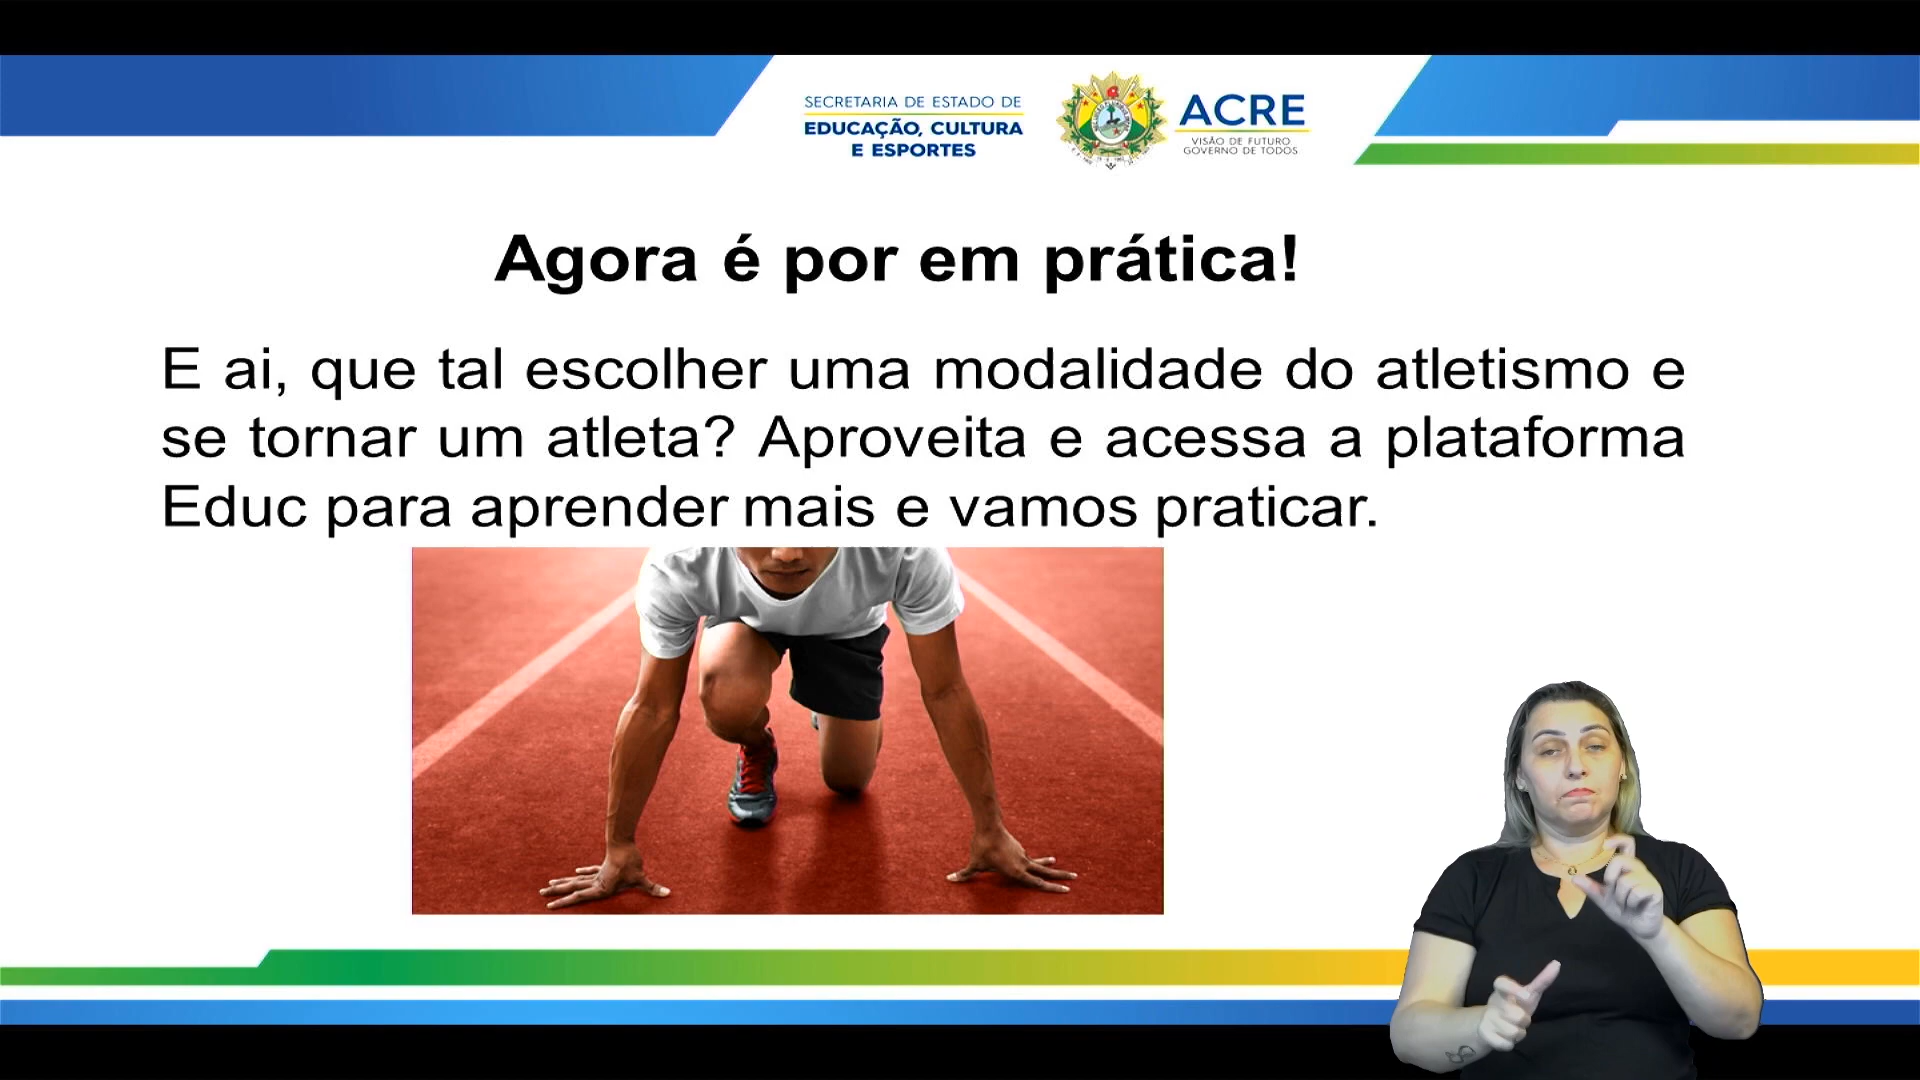 SECRETARIA DE ESTADO DE
EDUCAÇÃO, CULTURA
E ESPORTES
ACRE
VISÃO DE FUTURO
GOVERNO DE TODOS
Agora é por em prática!
E ai, que tal escolher uma modalidade do atletismo e
se tornar um atleta? Aproveita e acessa a plataforma
Educ para aprender mais e vamos praticar.